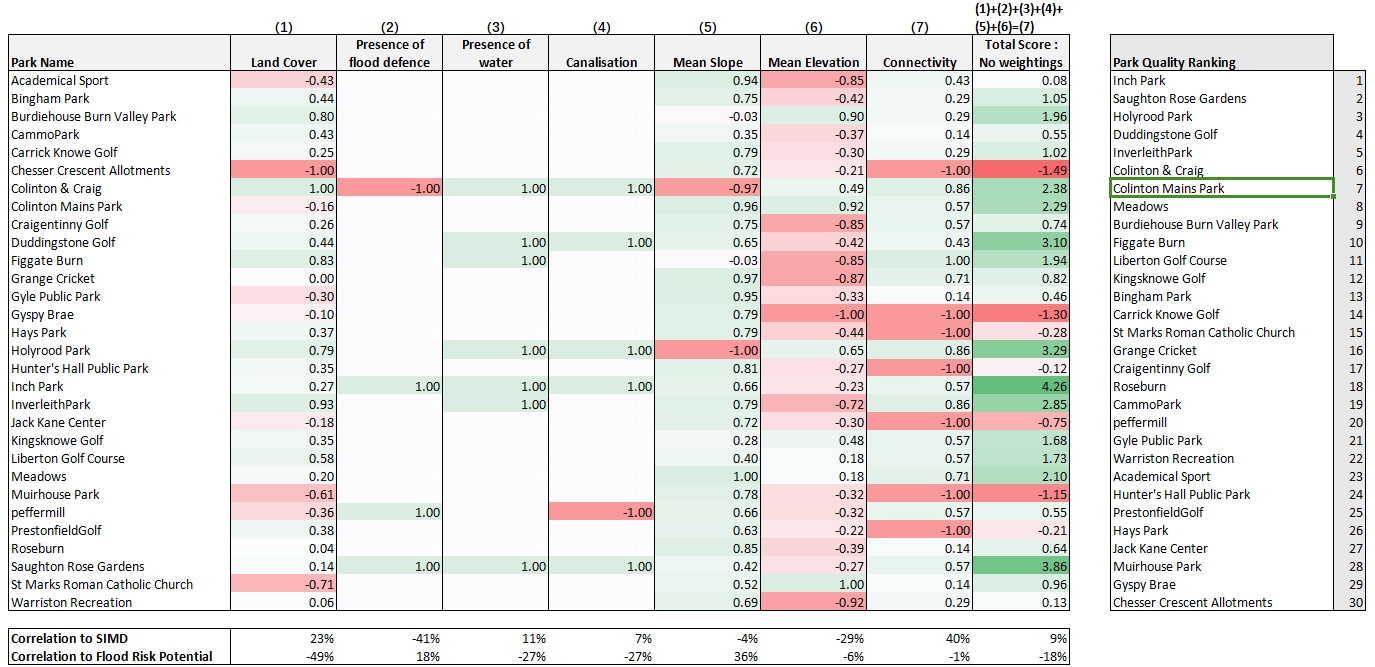 (1)+(2)+(3)+(4)+
(1) (2) (3) (4) (5) (6) (7) (5)+(6)=(7)
Presence of Presence of Total Score :
Park Name Land Cover flood defence water Canalisation Mean Slope Mean Elevation Connectivity No weightings Park Quality Ranking
Academical Sport -0.43 0.94 -0.85 0.43 0.08 Inch Park 1
Bingham Park 0.44 0.75 -0.42 0.29 1.05 Saughton Rose Gardens 2
Burdiehouse Burn Valley Park 0.80 -0.03 0.90 0.29 1.96 Holyrood Park 3
CammoPark 0.43 0.35 -0.37 0.14 0.55 Duddingstone Golf 4
Carrick Knowe Golf 0.25 0.79 -0.30 0.29 1.02 InverleithPark 5
Chesser Crescent Allotments -1.00 0.72 -0.21 -1.00 -1.49 Colinton & Craig 6
Colinton & Craig 1.00 -1.00 1.00 1.00 -0.97 0.49 0.86 2.38 Colinton Mains Park 7
Colinton Mains Park -0.16 0.96 0.92 0.57 2.29 Meadows 8
Craigentinny Golf 0.26 0.75 -0.85 0.57 0.74 Burdiehouse Burn Valley Park 9
Duddingstone Golf 0.44 1.00 1.00 0.65 -0.42 0.43 3.10 Figgate Burn 10
Figgate Burn 0.83 1.00 -0.03 -0.85 1.00 1.94 Liberton Golf Course 11
Grange Cricket 0.00 0.97 -0.87 0.71 0.82 Kingsknowe Golf 12
Gyle Public Park -0.30 0.95 -0.33 0.14 0.46 Bingham Park 13
Gyspy Brae -0.10 0.79 -1.00 -1.00 -1.30 Carrick Knowe Golf 14
Hays Park 0.37 0.79 -0.44 -1.00 -0.28 St Marks Roman Catholic Church 15
Holyrood Park 0.79 1.00 1.00 -1.00 0.65 0.86 3.29 Grange Cricket 16
Hunter's Hall Public Park 0.35 0.81 -0.27 -1.00 -0.12 Craigentinny Golf 17
Inch Park 0.27 1.00 1.00 1.00 0.66 -0.23 0.57 4.26 Roseburn 18
InverleithPark 0.93 1.00 0.79 -0.72 0.86 2.85 CammoPark 19
Jack Kane Center -0.18 0.72 -0.30 -1.00 -0.75 peffermill 20
Kingsknowe Golf 0.35 0.28 0.48 0.57 1.68 Gyle Public Park 21
Liberton Golf Course 0.58 0.40 0.18 0.57 1.73 Warriston Recreation 22
Meadows 0.20 1.00 0.18 0.71 2.10 Academical Sport 23
Muirhouse Park -0.61 0.78 -0.32 -1.00 -1.15 Hunter's Hall Public Park 24
peffermill -0.36 1.00 -1.00 0.66 -0.32 0.57 0.55 PrestonfieldGolf 25
PrestonfieldGolf 0.38 0.63 -0.22 -1.00 -0.21 Hays Park 26
Roseburn 0.04 0.85 -0.39 0.14 0.64 Jack Kane Center 27
Saughton Rose Gardens 0.14 1.00 1.00 1.00 0.42 -0.27 0.57 3.86 Muirhouse Park 28
St Marks Roman Catholic Church -0.71 0.52 1.00 0.14 0.96 Gyspy Brae 29
Warriston Recreation 0.06 0.69 -0.92 0.29 0.13 Chesser Crescent Allotments 30
Correlation to SIMD 23% -41% 11% 7% -4% -29% 40% 9%
Correlation to Flood Risk Potential -49% 18% -27% -27% 36% -6% -1% -18%